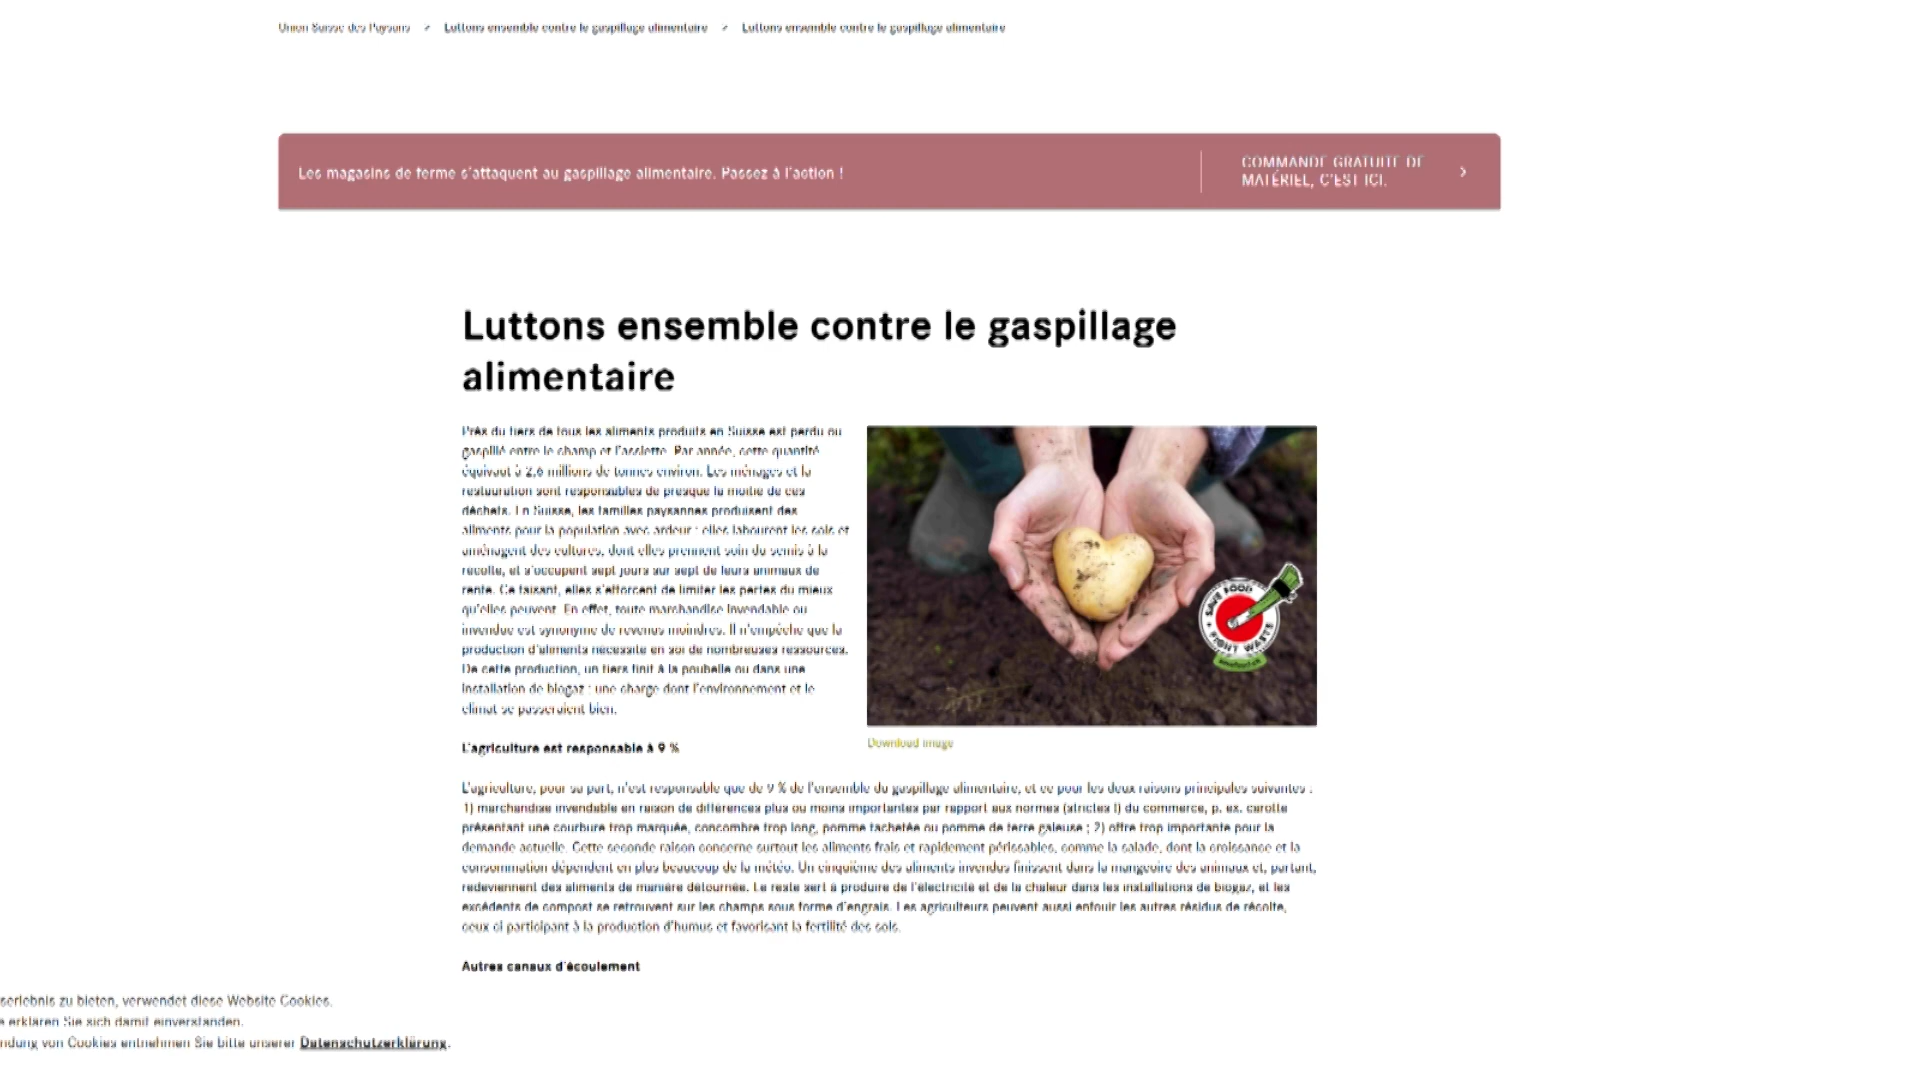 Union Suisse des Paysans
Luttons ensemble contre le gaspillage alimentaire
Luttons ensemble contre le gaspillage alimentaire
Les magasins de ferme s'attaquent au gaspillage alimentaire. Passez à l'action !
COMMANDE GRATUITE DE
MATÉRIEL, C'EST ICI.
Luttons ensemble contre le gaspillage
alimentaire
Près du tiers de tous les aliments produits en Suisse est perdu ou
gaspillé entre le champ et l'assiette. Par année, cette quantité
équivaut à 2,6 millions de tonnes environ. Les ménages et la
restauration sont responsables de presque la moitié de ces
déchets. En Suisse, les familles paysannes produisent des
aliments pour la population avec ardeur : elles labourent les sols et
aménagent des cultures, dont elles prennent soin du semis à la
récolte, et s'occupent sept jours sur sept de leurs animaux de
rente. Ce faisant, elles s'efforcent de limiter les pertes du mieux
qu'elles peuvent. En effet, toute marchandise invendable ou
invendue est synonyme de revenus moindres. Il n'empêche que la
production d'aliments nécessite en soi de nombreuses ressources.
De cette production, un tiers finit à la poubelle ou dans une
installation de biogaz : une charge dont l'environnement et le
climat se passeraient bien.
SAVE FOOD
FIGHT WASTE
savefood.ch
Download image
L'agriculture est responsable à 9 %
L'agriculture, pour sa part, n'est responsable que de 9 % de l'ensemble du gaspillage alimentaire, et ce pour les deux raisons principales suivantes :
1) marchandise invendable en raison de différences plus ou moins importantes par rapport aux normes (strictes !) du commerce, p. ex. carotte
présentant une courbure trop marquée, concombre trop long, pomme tachetée ou pomme de terre galeuse ; 2) offre trop importante pour la
demande actuelle. Cette seconde raison concerne surtout les aliments frais et rapidement périssables, comme la salade, dont la croissance et la
consommation dépendent en plus beaucoup de la météo. Un cinquième des aliments invendus finissent dans la mangeoire des animaux et, partant,
redeviennent des aliments de manière détournée. Le reste sert à produire de l'électricité et de la chaleur dans les installations de biogaz, et les
excédents de compost se retrouvent sur les champs sous forme d'engrais. Les agriculteurs peuvent aussi enfouir les autres résidus de récolte,
ceux-ci participant à la production d'humus et favorisant la fertilité des sols.
Autres canaux d'écoulement
serlebnis zu bieten, verwendet diese Website Cookies.
e erklären Sie sich damit einverstanden.
ndung von Cookies entnehmen Sie bitte unserer Datenschutzerklärung.